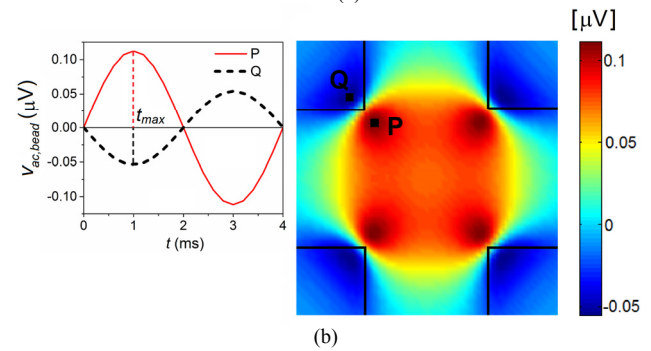 [μV]
0.10
0.05
0.00
-0.05
-0.10
V_ac,bead (μV)
P
Q
t_max
0 1 2 3 4
t (ms)
Q
P
0.1
0.05
0
-0.05
(b)